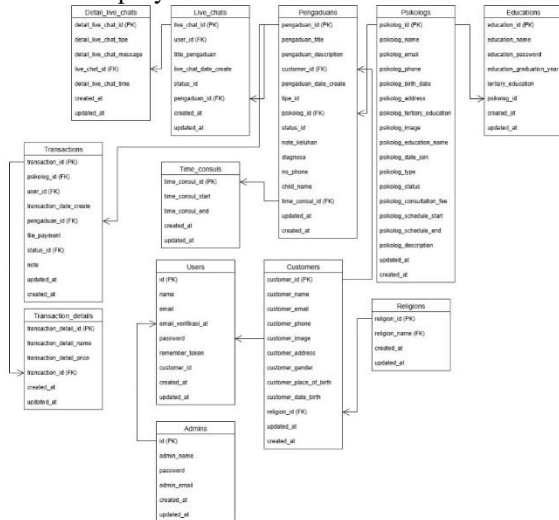 Detail_live_chats
detail_live_chat_id (PK)
detail_live_chat_tipe
detail_live_chat_message
live_chat_id (FK)
detail_live_chat_time
created_at
updated_at
Live_chats
live_chat_id (PK)
user_id (FK)
title_pengaduan
live_chat_date_create
status_id
pengaduan_id (FK)
created_at
updated_at
Pengaduans
pengaduan_id (PK)
pengaduan_title
pengaduan_description
customer_id (FK)
pengaduan_date_create
tipe_id
psikolog_id (FK)
status_id
note_keluhan
diagnosa
no_phone
child_name
time_consul_id (FK)
updated_at
created_at
Psikologs
psikolog_id (PK)
psikolog_name
psikolog_email
psikolog_phone
psikolog_birth_date
psikolog_address
psikolog_tertiary_education
psikolog_image
psikolog_education_name
psikolog_date_join
psikolog_type
psikolog_status
psikolog_consultation_fee
psikolog_schedule_start
psikolog_schedule_end
psikolog_description
updated_at
created_at
Educations
education_id (PK)
education_name
education_password
education_graduation_year
tertiary_education
psikolog_id
created_at
updated_at
Transactions
transaction_id (PK)
psikolog_id (FK)
user_id (FK)
transaction_date_create
pengaduan_id (FK)
file_payment
status_id (FK)
note
updated_at
created_at
Time_consuls
time_consul_id (PK)
time_consul_start
time_consul_end
created_at
updated_at
Transaction_details
transaction_detail_id (PK)
transaction_detail_name
transaction_detail_price
transaction_id (FK)
created_at
updated_at
Users
id (PK)
name
email
email_verifikasi_at
password
remember_token
customer_id
created_at
updated_at
Customers
customer_id (PK)
customer_name
customer_email
customer_phone
customer_image
customer_address
customer_gender
customer_place_of_birth
customer_date_birth
religion_id (FK)
updated_at
created_at
Religions
religion_id (PK)
religion_name (FK)
created_at
updated_at
Admins
id (PK)
admin_name
password
admin_email
created_at
updated_at